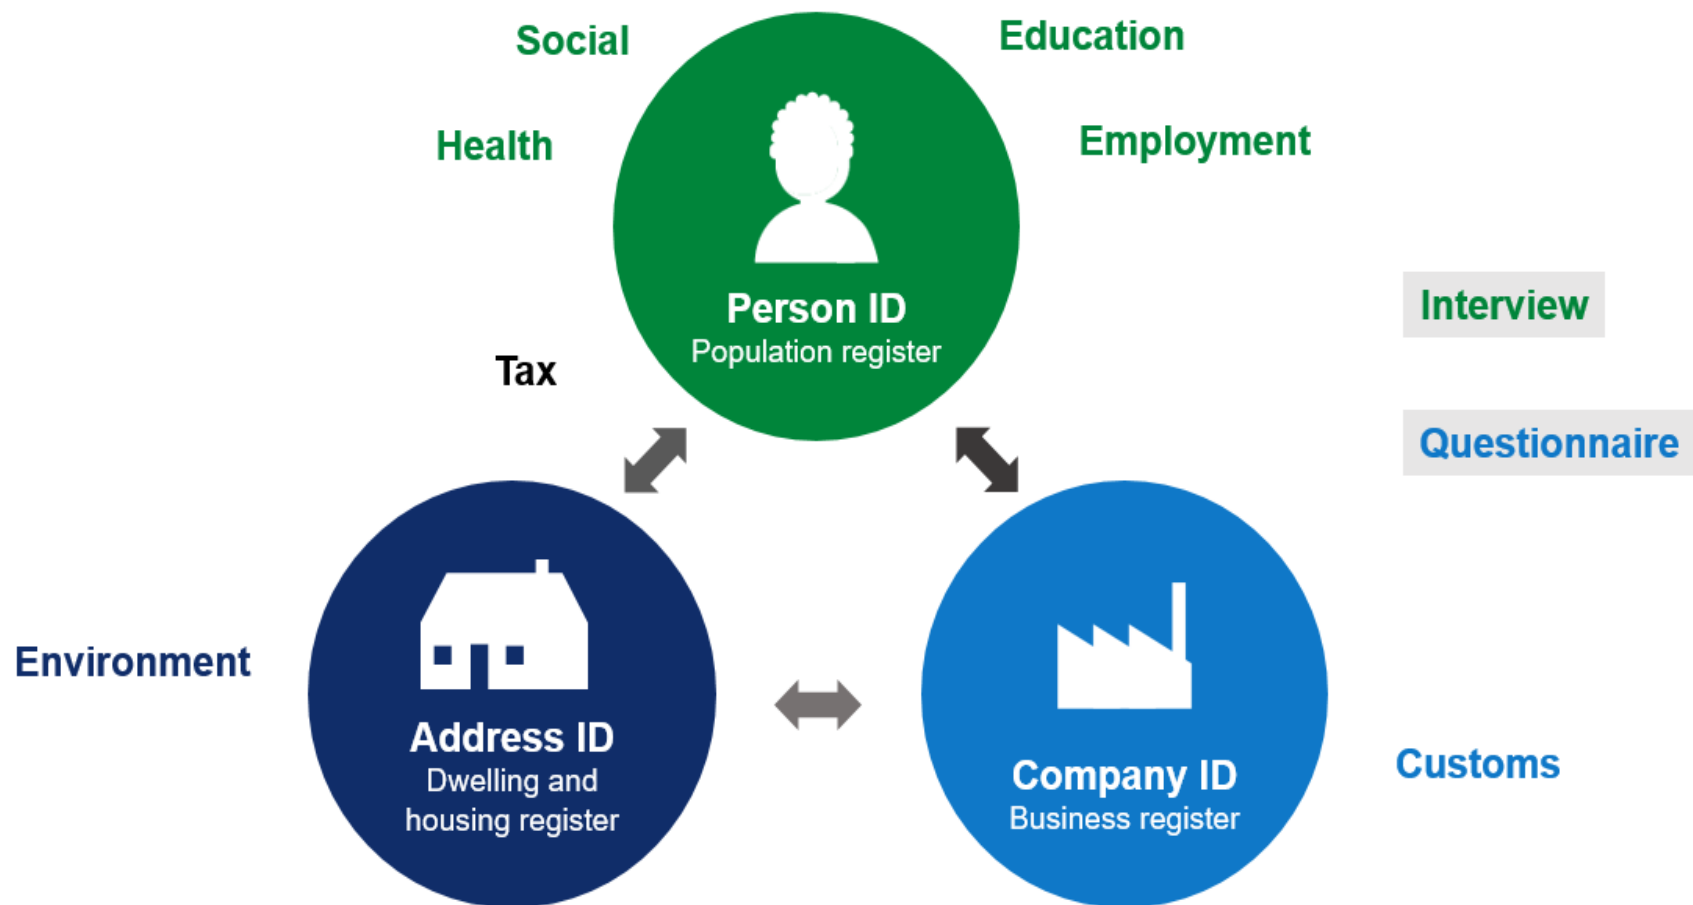 Social
Education
Health
Employment
Person ID
Population register
Interview
Tax
Questionnaire
Environment
Address ID
Dwelling and
housing register
Company ID
Business register
Customs